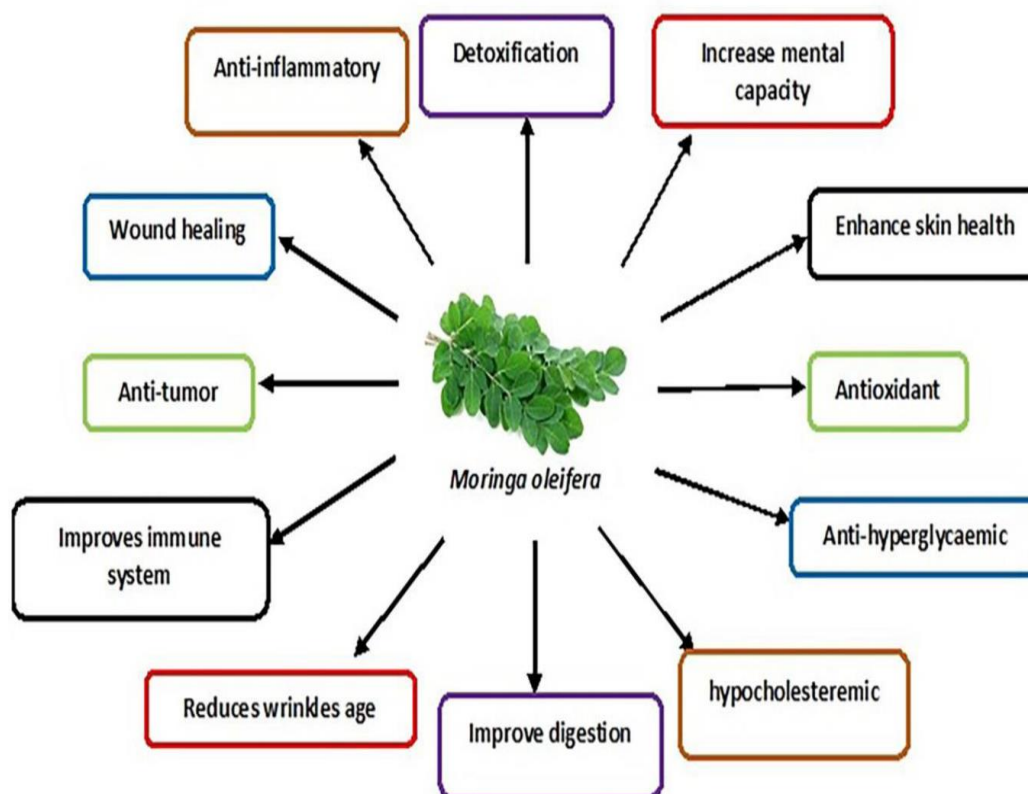 Anti-inflammatory
Detoxification
Increase mental
capacity
Wound healing
Enhance skin health
Anti-tumor
Antioxidant
Moringa oleifera
Improves immune
system
Anti-hyperglycaemic
Reduces wrinkles age
Improve digestion
hypocholesteremic